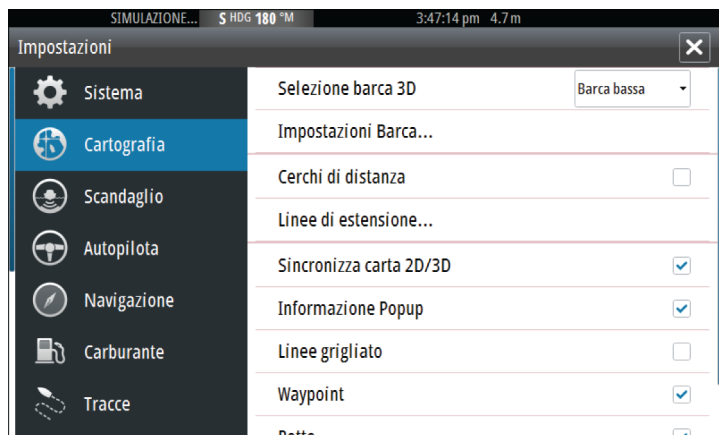 SIMULAZIONE... S HDG 180 °M 3:47:14 pm 4.7 m
Impostazioni
Sistema
Cartografia
Scandaglio
Autopilota
Navigazione
Carburante
Tracce
Selezione barca 3D Barca bassa
Impostazioni Barca...
Cerchi di distanza
Linee di estensione...
Sincronizza carta 2D/3D
Informazione Popup
Linee grigliato
Waypoint